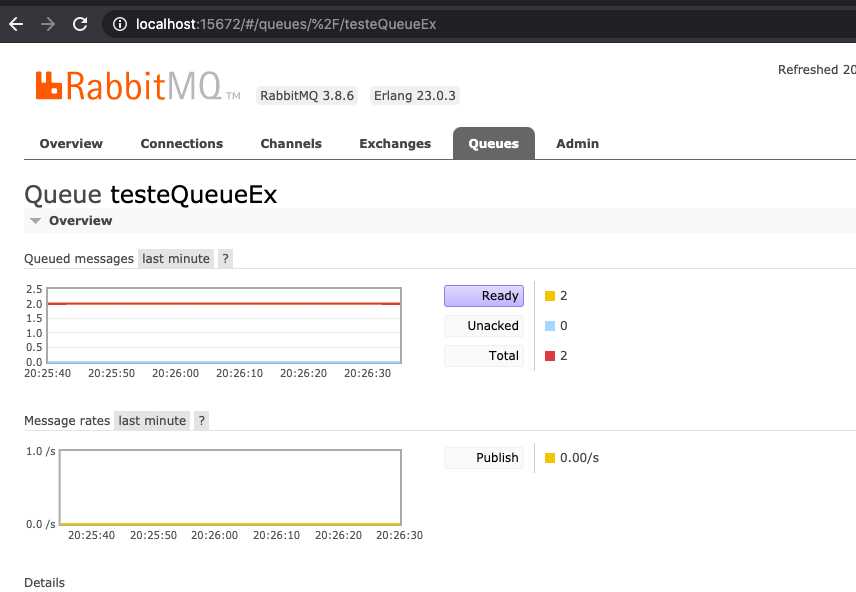 localhost:15672/#/queues/%2F/testeQueueEx
Refreshed 20
RabbitMQ TM RabbitMQ 3.8.6 Erlang 23.0.3
Overview Connections Channels Exchanges Queues Admin
Queue testeQueueEx
Overview
Queued messages last minute ?
2.5
2.0
1.5
1.0
0.5
0.0
20:25:40 20:25:50 20:26:00 20:26:10 20:26:20 20:26:30
Ready 2
Unacked 0
Total 2
Message rates last minute ?
1.0 /s
0.0 /s
20:25:40 20:25:50 20:26:00 20:26:10 20:26:20 20:26:30
Publish 0.00/s
Details